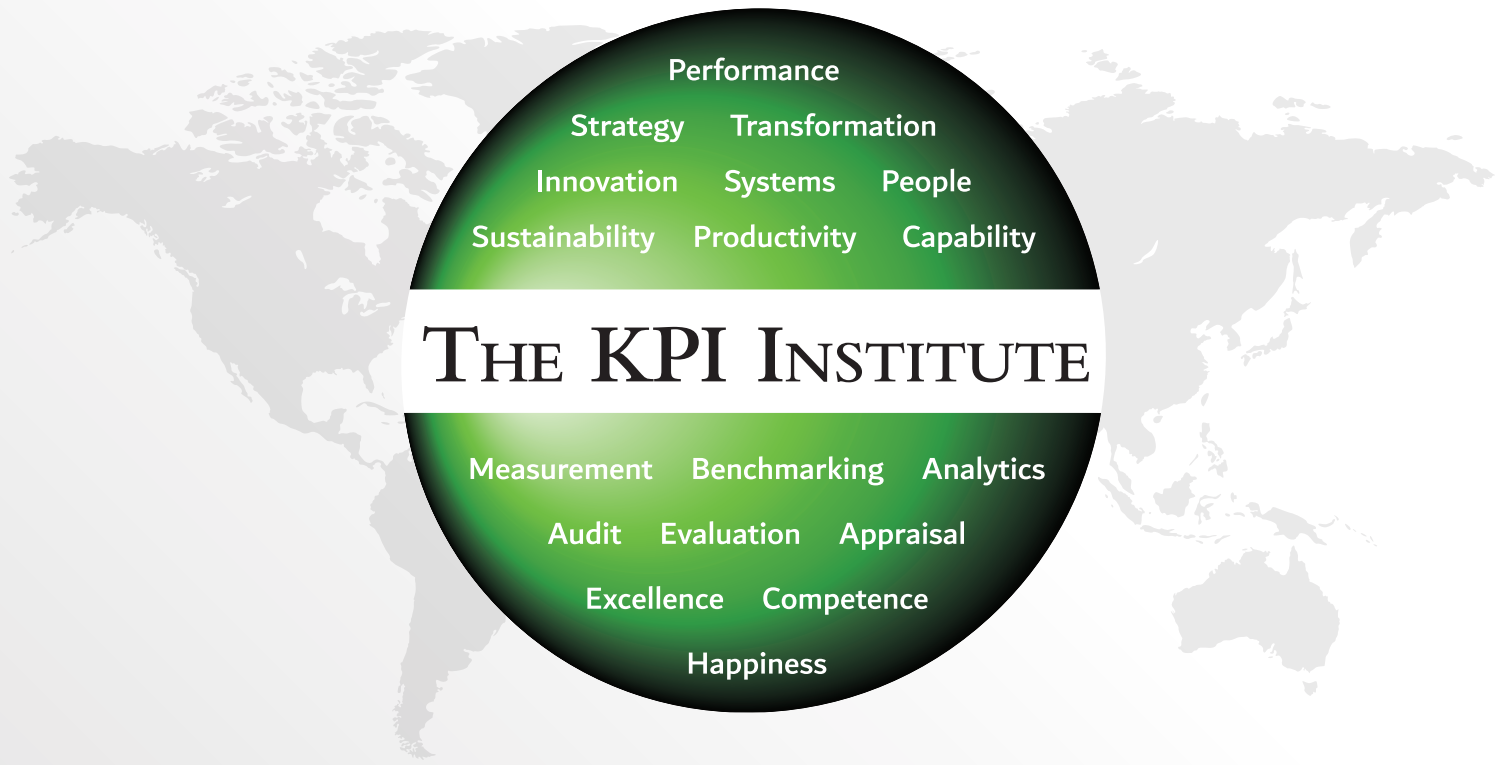 Performance
Strategy Transformation
Innovation Systems People
Sustainability Productivity Capability
The KPI Institute
Measurement Benchmarking Analytics
Audit Evaluation Appraisal
Excellence Competence
Happiness